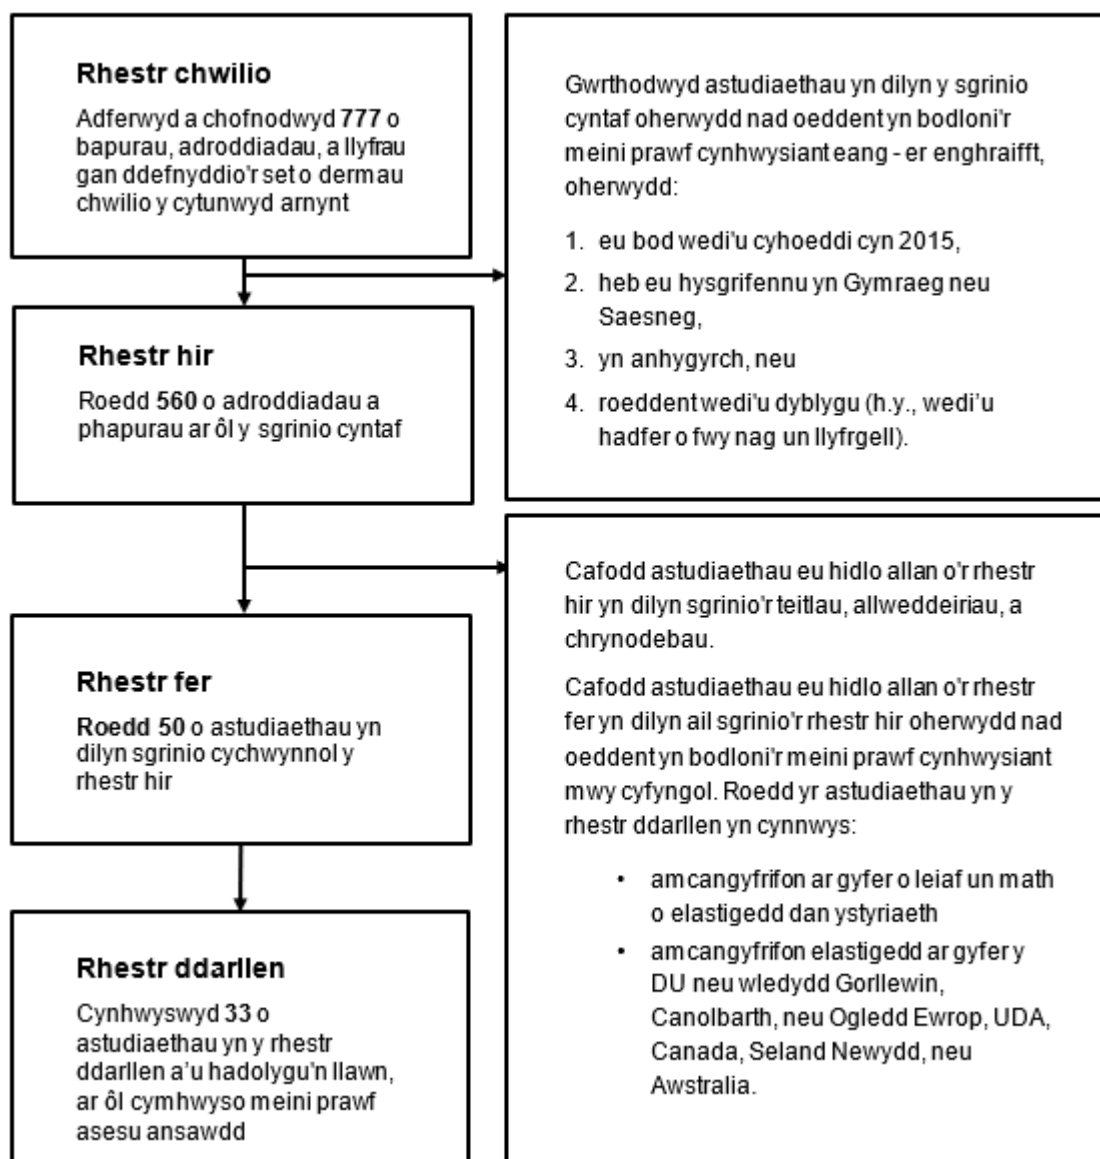 Rhestr chwilio
Adferwyd a chofnodwyd 777 o
bapurau, adroddiadau, a llyfrau
gan ddefnyddio'r set o dermau
chwilio y cytunwyd arnynt
Gwrthodwyd astudiaethau yn dilyn y sgrinio
cyntaf oherwydd nad oeddent yn bodloni'r
meini prawf cynhwysiant eang - er enghraifft,
oherwydd:
1. eu bod wedi'u cyhoeddi cyn 2015,
2. heb eu hysgrifennu yn Gymraeg neu
Saesneg,
3. yn anhygyrch, neu
4. roeddent wedi'u dyblygu (h.y., wedi’u
hadfer o fwy nag un llyfrgell).
Rhestr hir
Roedd 560 o adroddiadau a
phapurau ar ôl y sgrinio cyntaf
Cafodd astudiaethau eu hidlo allan o'r rhestr
hir yn dilyn sgrinio'r teitlau, allweddeiriau, a
chrynodebau.
Cafodd astudiaethau eu hidlo allan o'r rhestr
fer yn dilyn ail sgrinio'r rhestr hir oherwydd nad
oeddent yn bodloni'r meini prawf cynhwysiant
mwy cyfyngol. Roedd yr astudiaethau yn y
rhestr ddarllen yn cynnwys:
• amcangyfrifon ar gyfer o leiaf un math
o elastigedd dan ystyriaeth
• amcangyfrifon elastigedd ar gyfer y
DU neu wledydd Gorllewin,
Canolbarth, neu Ogledd Ewrop, UDA,
Canada, Seland Newydd, neu
Awstralia.
Rhestr fer
Roedd 50 o astudiaethau yn
dilyn sgrinio cychwynnol y
rhestr hir
Rhestr ddarllen
Cynhwyswyd 33 o
astudiaethau yn y rhestr
ddarllen a’u hadolygu'n llawn,
ar ôl cymhwyso meini prawf
asesu ansawdd